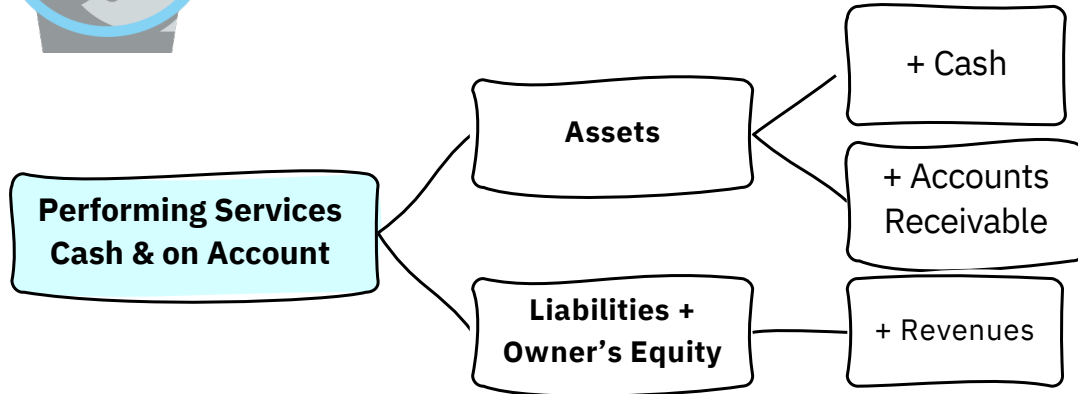 + Cash
Assets
+ Accounts
Receivable
Performing Services
Cash & on Account
Liabilities +
Owner’s Equity
+ Revenues